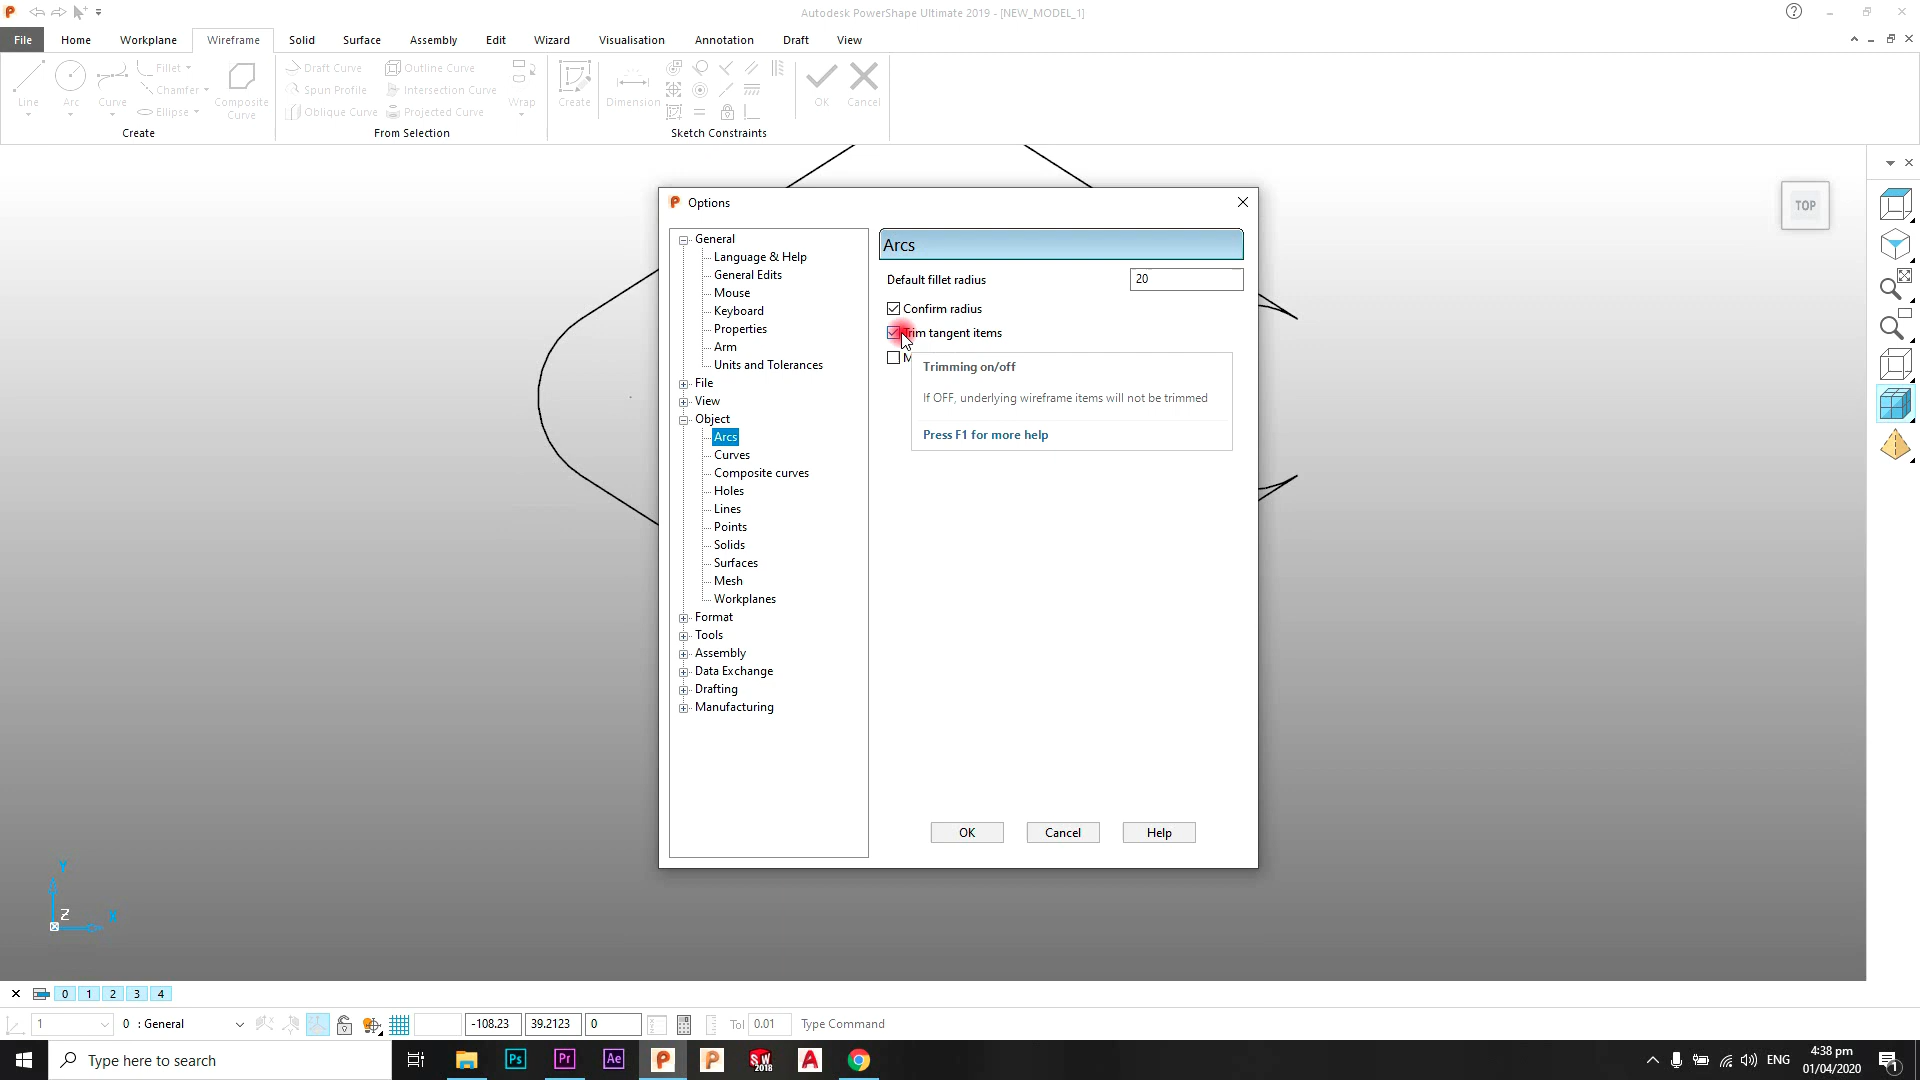 Autodesk PowerShape Ultimate 2019 - [NEW_MODEL_1]
File Home Workplane Wireframe Solid Surface Assembly Edit Wizard Visualisation Annotation Draft View
Line
Arc
Curve
Fillet
Chamfer
Ellipse
Composite
Curve
Create
Draft Curve
Spun Profile
Oblique Curve
Outline Curve
Intersection Curve
Projected Curve
Wrap
From Selection
Create
Dimension
OK
Cancel
Sketch Constraints
TOP
Options
General
Language & Help
General Edits
Mouse
Keyboard
Properties
Arm
Units and Tolerances
File
View
Object
Arcs
Curves
Composite curves
Holes
Lines
Points
Solids
Surfaces
Mesh
Workplanes
Format
Tools
Assembly
Data Exchange
Drafting
Manufacturing
Arcs
Default fillet radius 20
Confirm radius
Trim tangent items
Trimming on/off
If OFF, underlying wireframe items will not be trimmed
Press F1 for more help
OK Cancel Help
Y
Z
X
0 1 2 3 4
1 0 : General -108.23 39.2123 0 Tol 0.01 Type Command
Type here to search
Ps
Pr
Ae
SW
2018
ENG
4:38 pm
01/04/2020
1